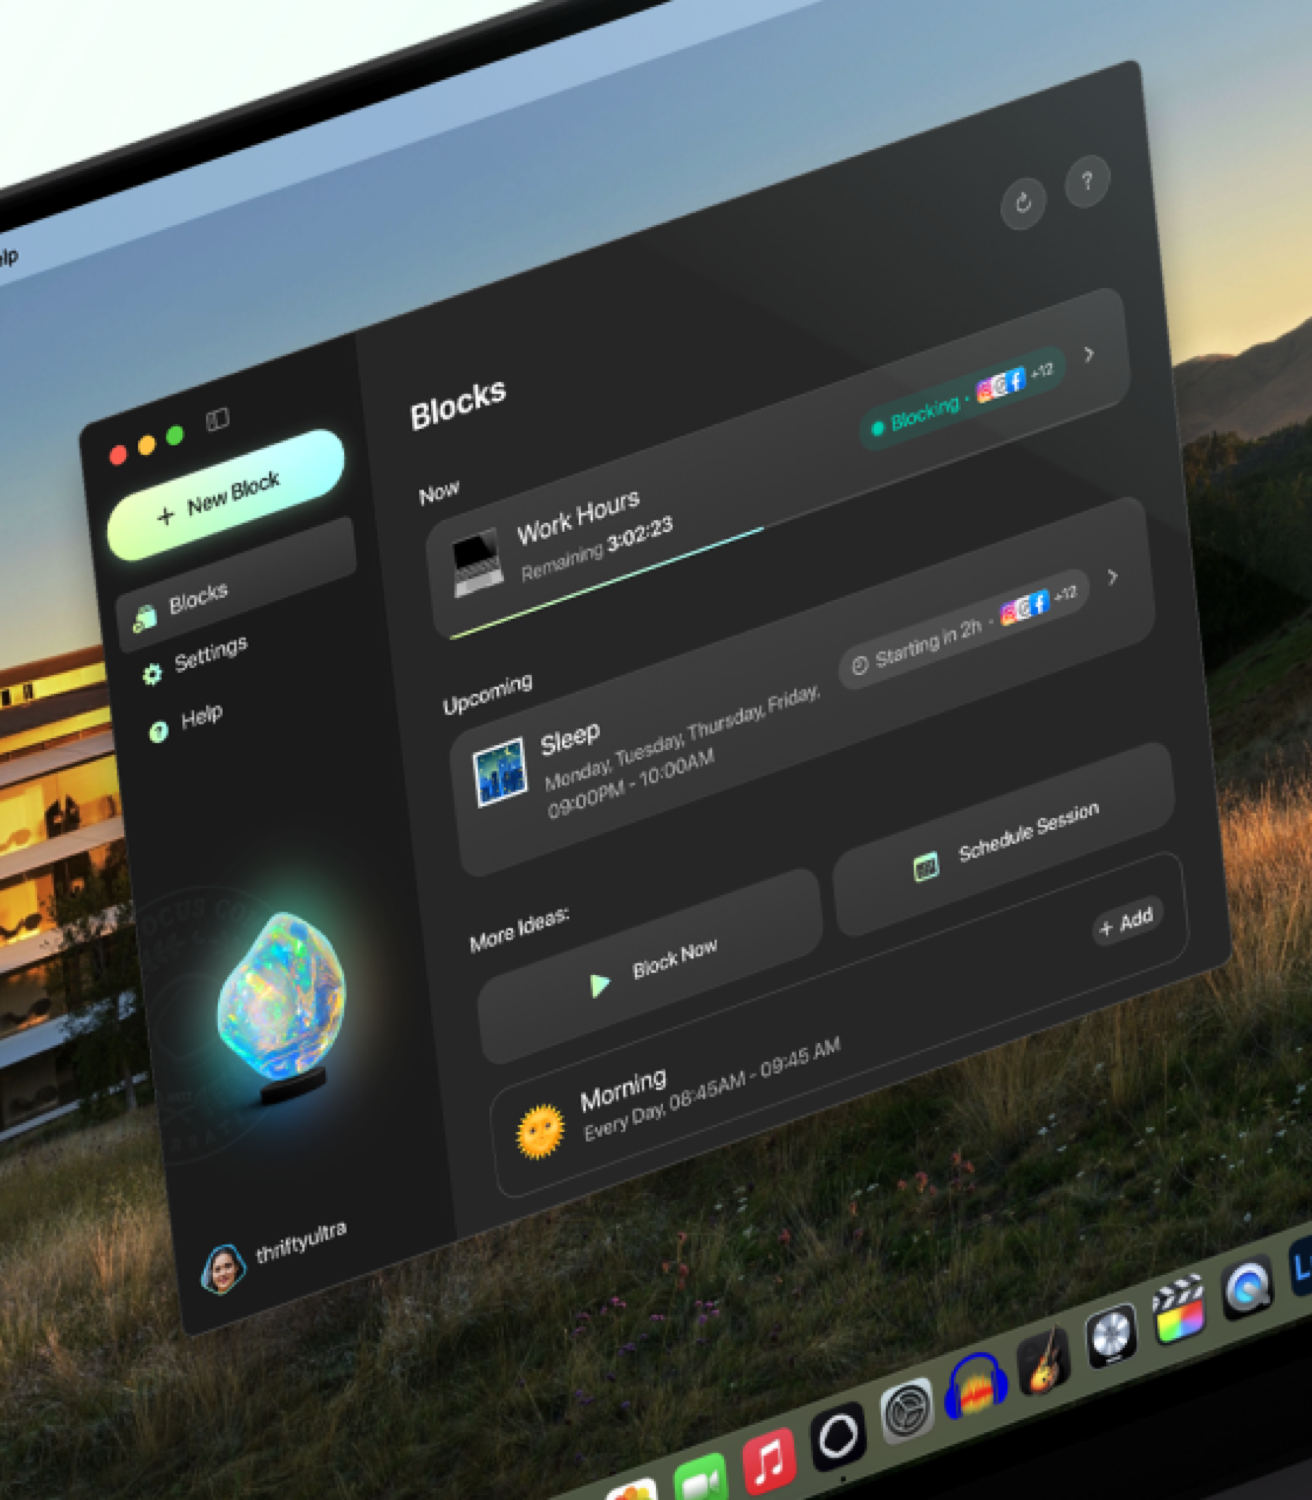 elp
+ New Block
Blocks
Settings
Help
thriftyultra
Blocks
Now
Work Hours
Remaining 3:02:23
Blocking · +12
Upcoming
Sleep
Monday, Tuesday, Thursday, Friday,
09:00PM - 10:00AM
Starting in 2h · +12
More Ideas:
Block Now
Schedule Session
Morning
Every Day, 08:45AM - 09:45 AM
+ Add